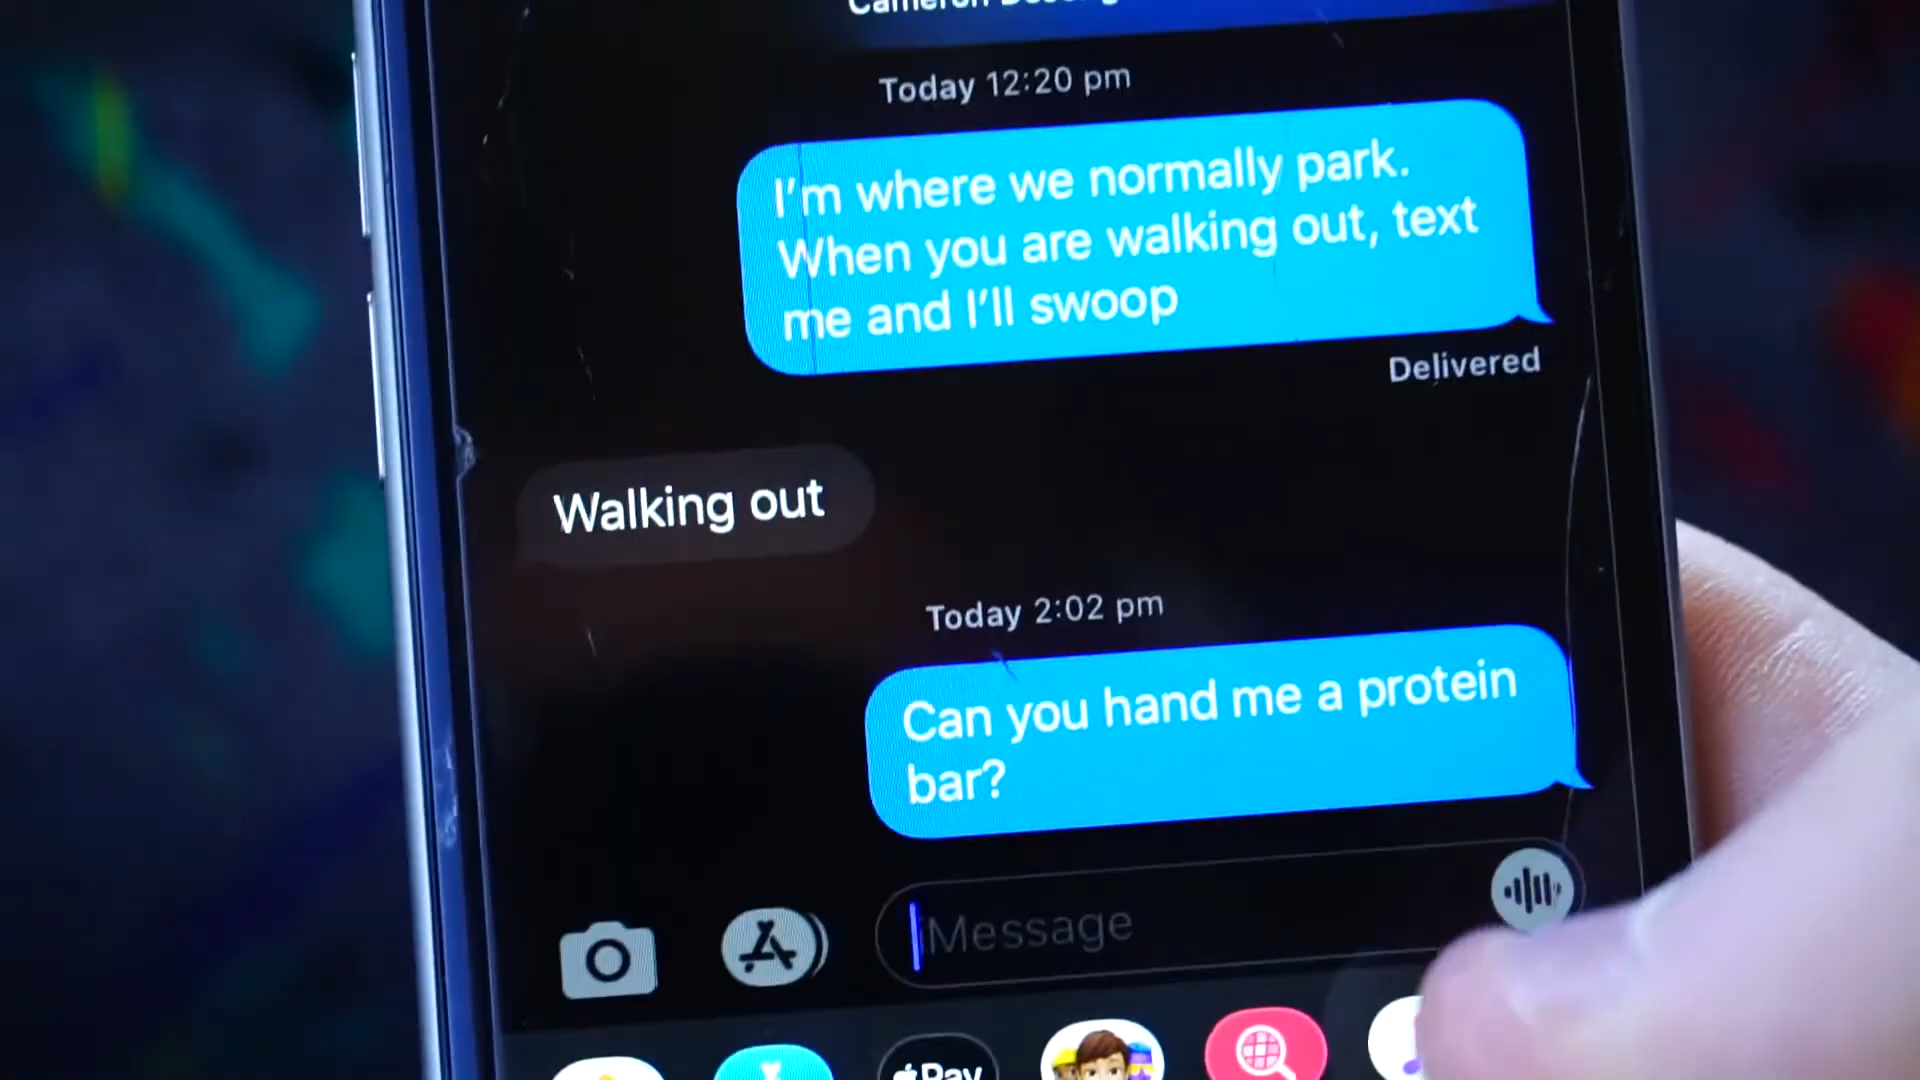 Cameron
Today 12:20 pm
I'm where we normally park.
When you are walking out, text
me and I'll swoop
Delivered
Walking out
Today 2:02 pm
Can you hand me a protein
bar?
Message
Pay